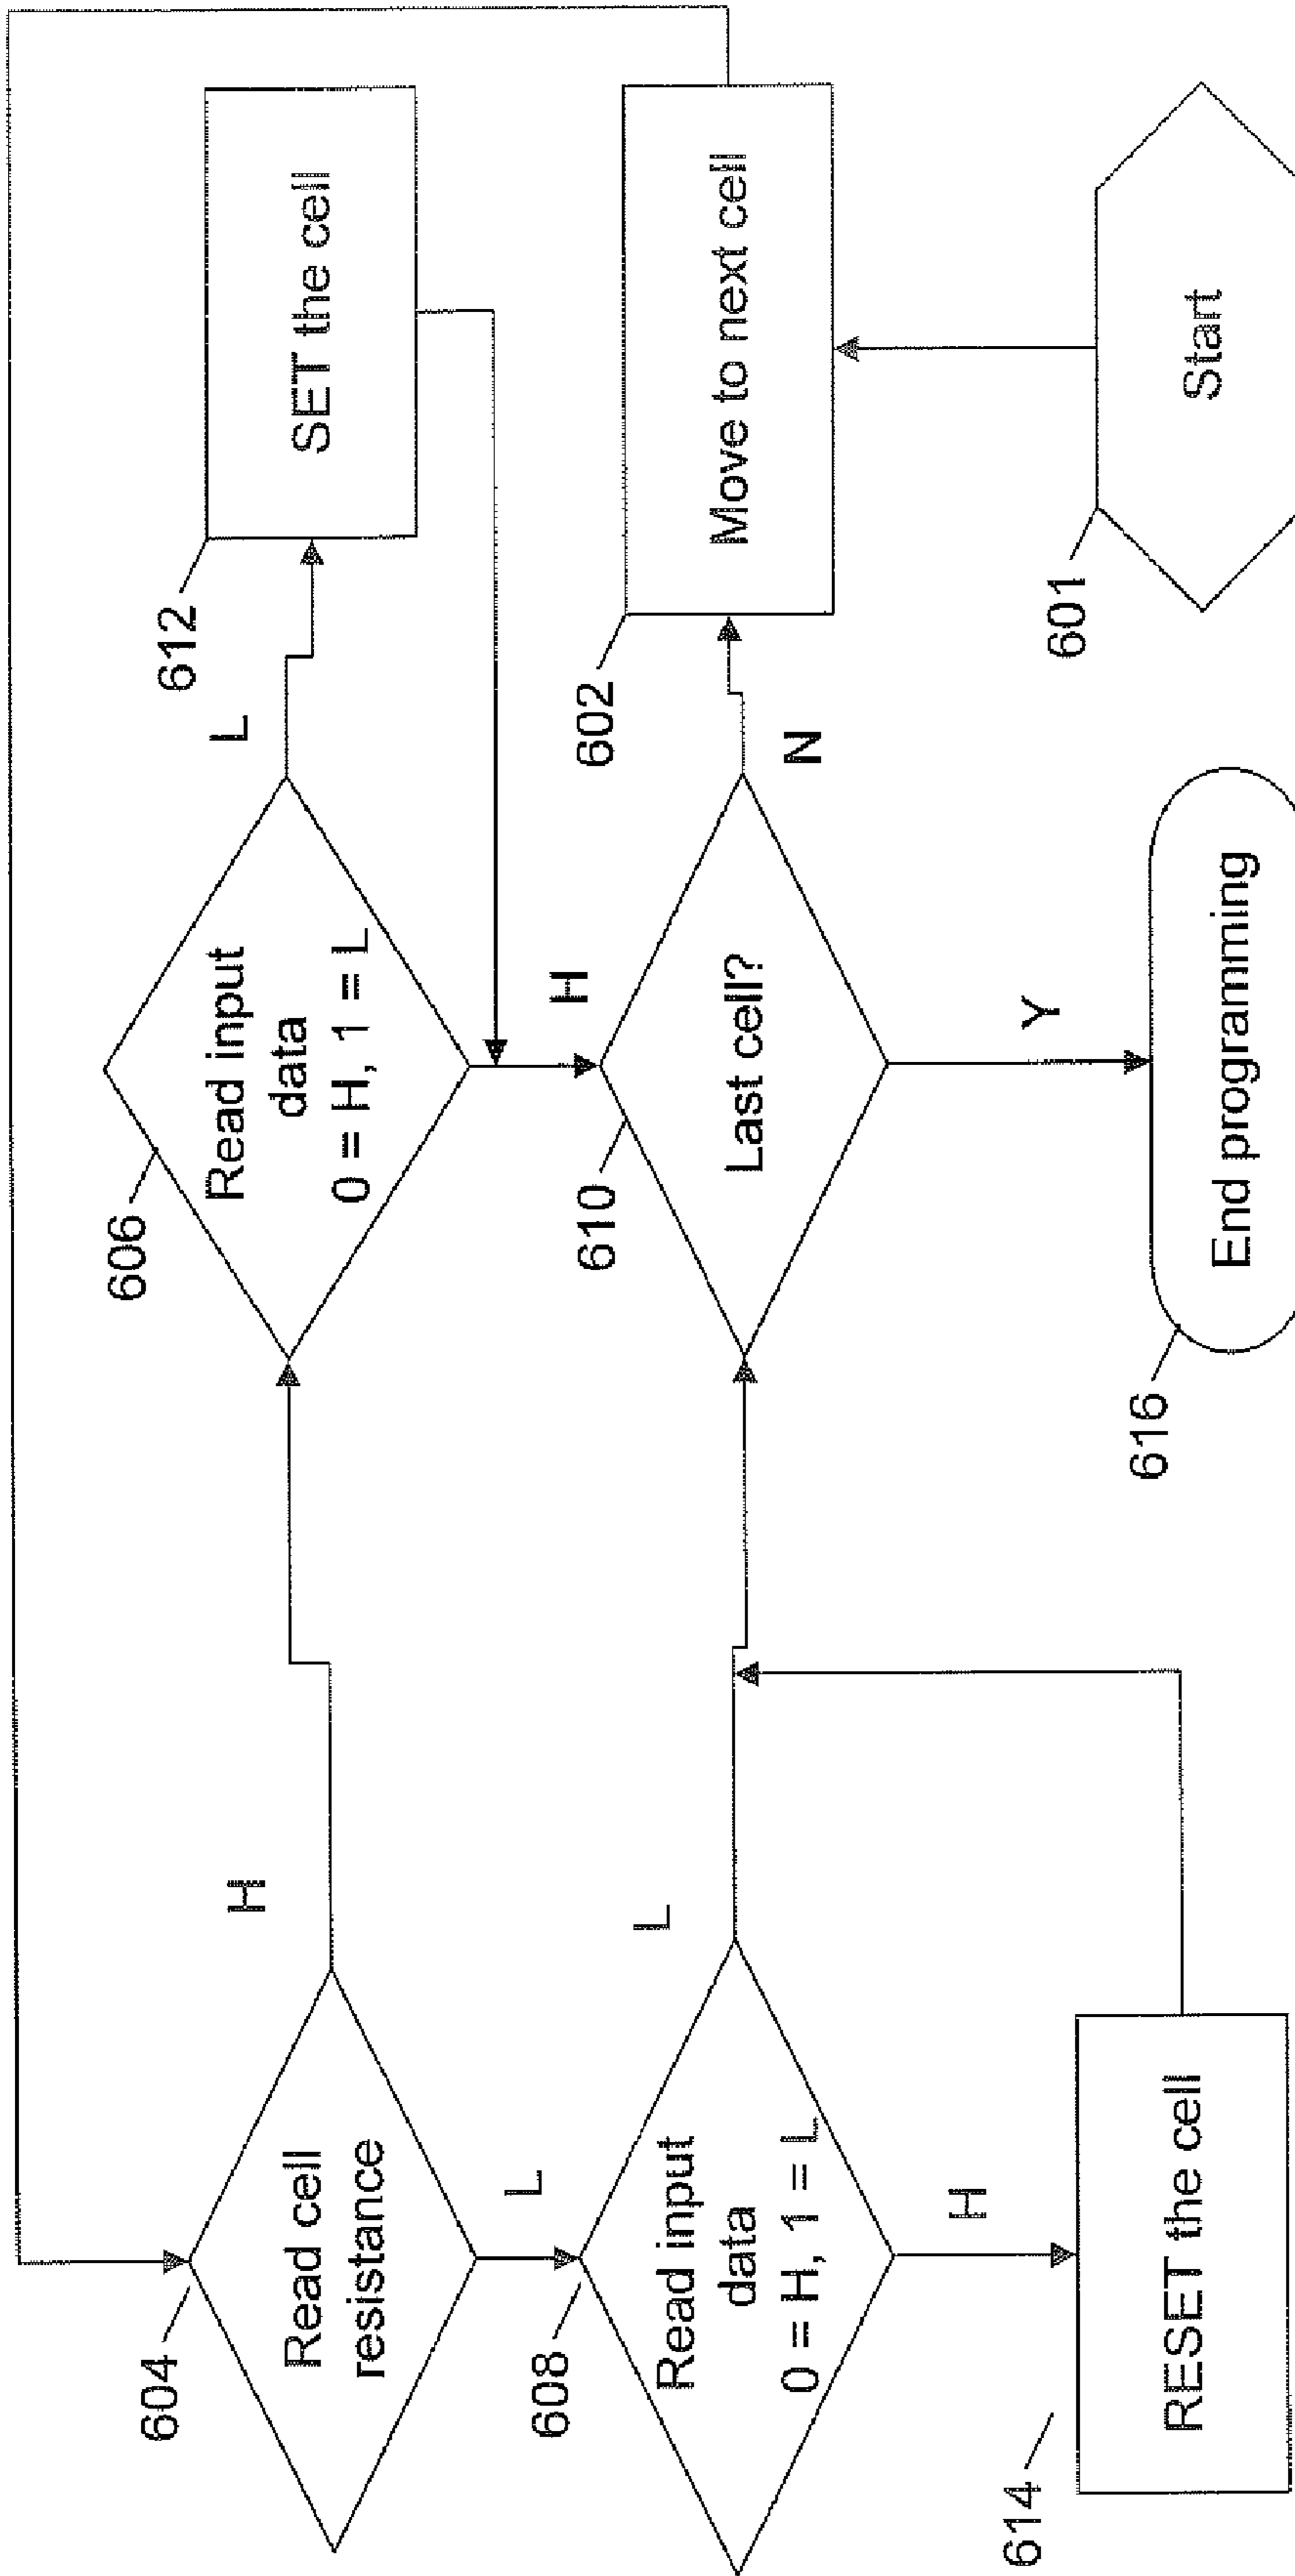 604
Read cell
resistance
H
L
606
Read input
data
0 = H, 1 = L
L
H
612
SET the cell
608
Read input
data
0 = H, 1 = L
L
H
610
Last cell?
N
Y
602
Move to next cell
614
RESET the cell
616
End programming
601
Start